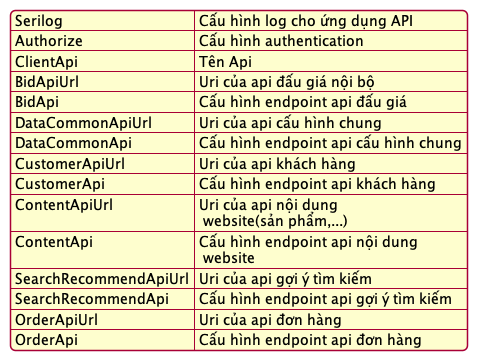 Serilog Cấu hình log cho ứng dụng API
Authorize Cấu hình authentication
ClientApi Tên Api
BidApiUrl Uri của api đấu giá nội bộ
BidApi Cấu hình endpoint api đấu giá
DataCommonApiUrl Uri của api cấu hình chung
DataCommonApi Cấu hình endpoint api cấu hình chung
CustomerApiUrl Uri của api khách hàng
CustomerApi Cấu hình endpoint api khách hàng
ContentApiUrl Uri của api nội dung
website(sản phẩm,...)
ContentApi Cấu hình endpoint api nội dung
website
SearchRecommendApiUrl Uri của api gợi ý tìm kiếm
SearchRecommendApi Cấu hình endpoint api gợi ý tìm kiếm
OrderApiUrl Uri của api đơn hàng
OrderApi Cấu hình endpoint api đơn hàng